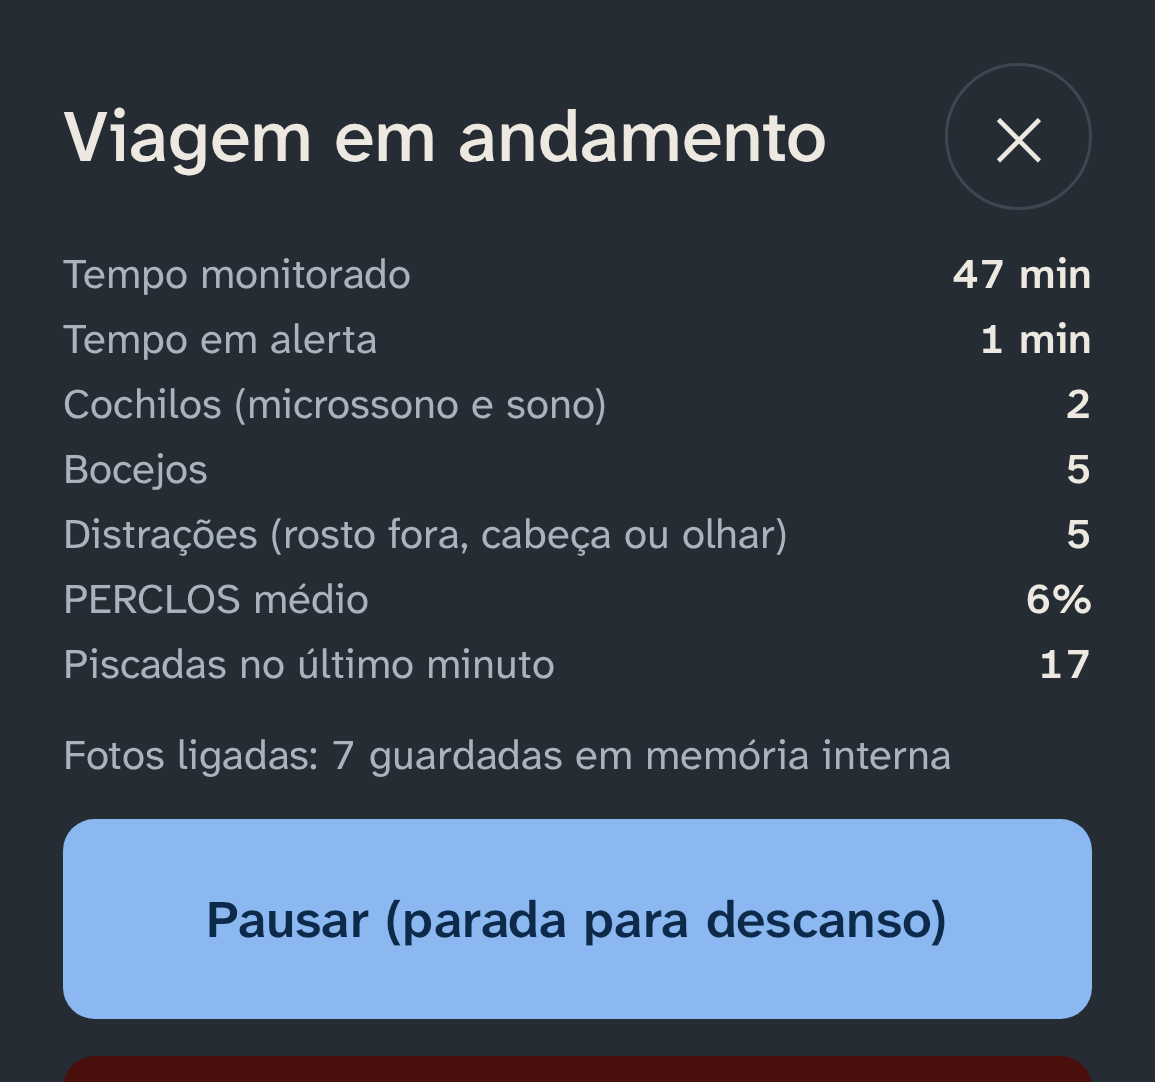 Viagem em andamento
Tempo monitorado 47 min
Tempo em alerta 1 min
Cochilos (microssono e sono) 2
Bocejos 5
Distrações (rosto fora, cabeça ou olhar) 5
PERCLOS médio 6%
Piscadas no último minuto 17
Fotos ligadas: 7 guardadas em memória interna
Pausar (parada para descanso)